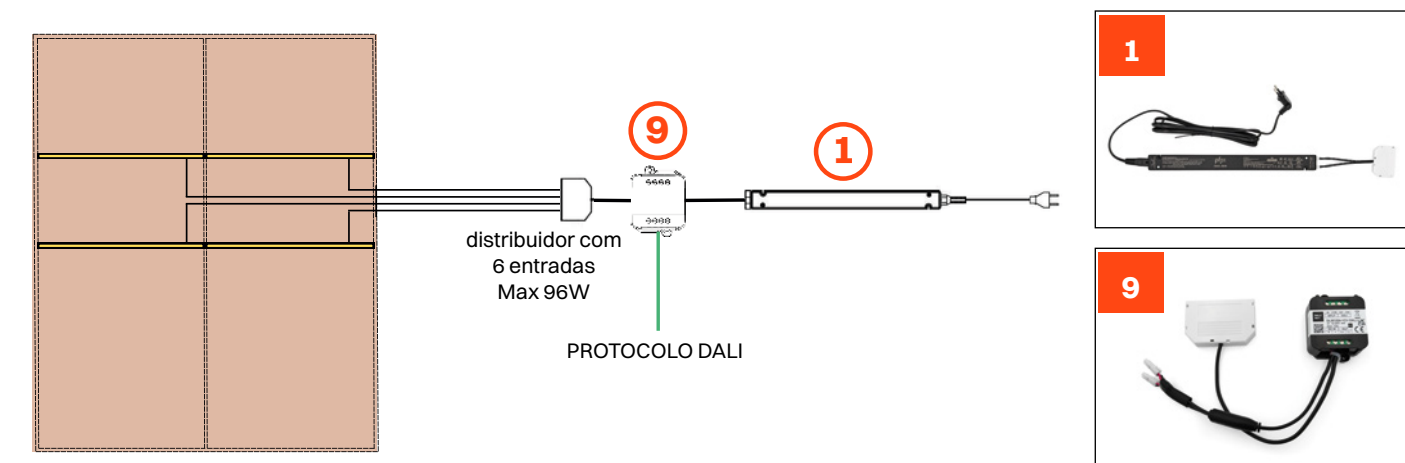 9
1
distribuidor com
6 entradas
Max 96W
PROTOCOLO DALI
1
9